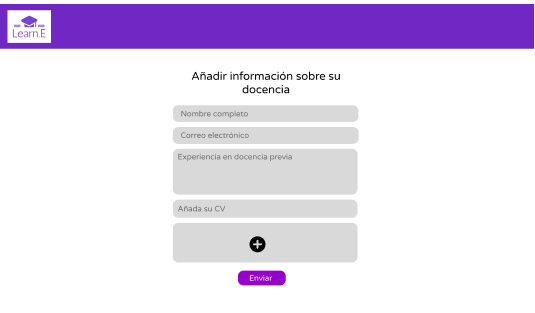 Learn.E
Añadir información sobre su
docencia
Nombre completo
Correo electrónico
Experiencia en docencia previa
Añada su CV
Enviar